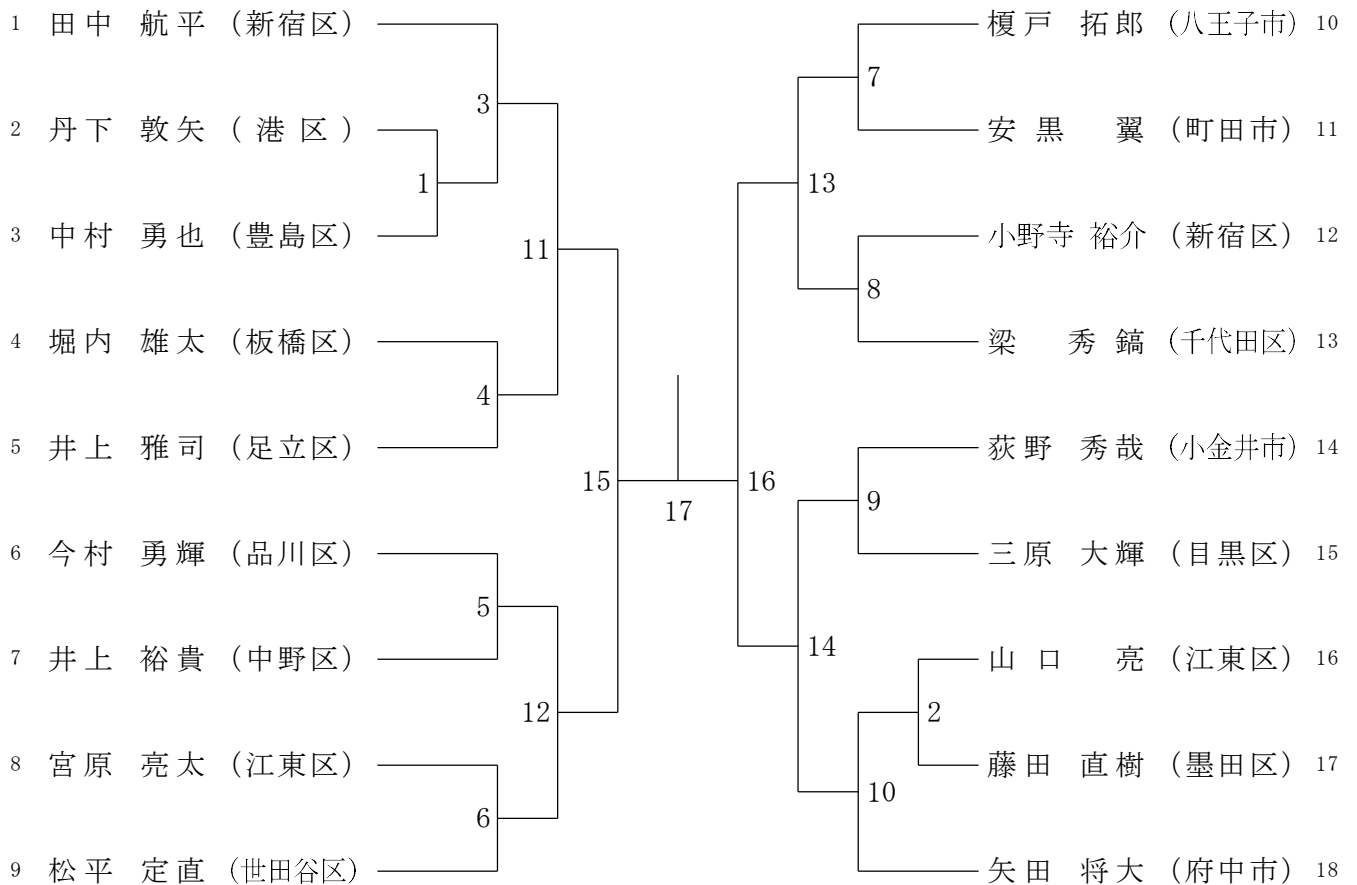 1 田中 航平 (新宿区)
2 丹下 敦矢 (港区)
3 中村 勇也 (豊島区)
4 堀内 雄太 (板橋区)
5 井上 雅司 (足立区)
6 今村 勇輝 (品川区)
7 井上 裕貴 (中野区)
8 宮原 亮太 (江東区)
9 松平 定直 (世田谷区)
3
1
11
4
15
5
12
6
17
7
13
8
16
9
14
2
10
榎戸 拓郎 (八王子市) 10
安黒 翼 (町田市) 11
小野寺 裕介 (新宿区) 12
梁 秀鎬 (千代田区) 13
荻野 秀哉 (小金井市) 14
三原 大輝 (目黒区) 15
山口 亮 (江東区) 16
藤田 直樹 (墨田区) 17
矢田 将大 (府中市) 18